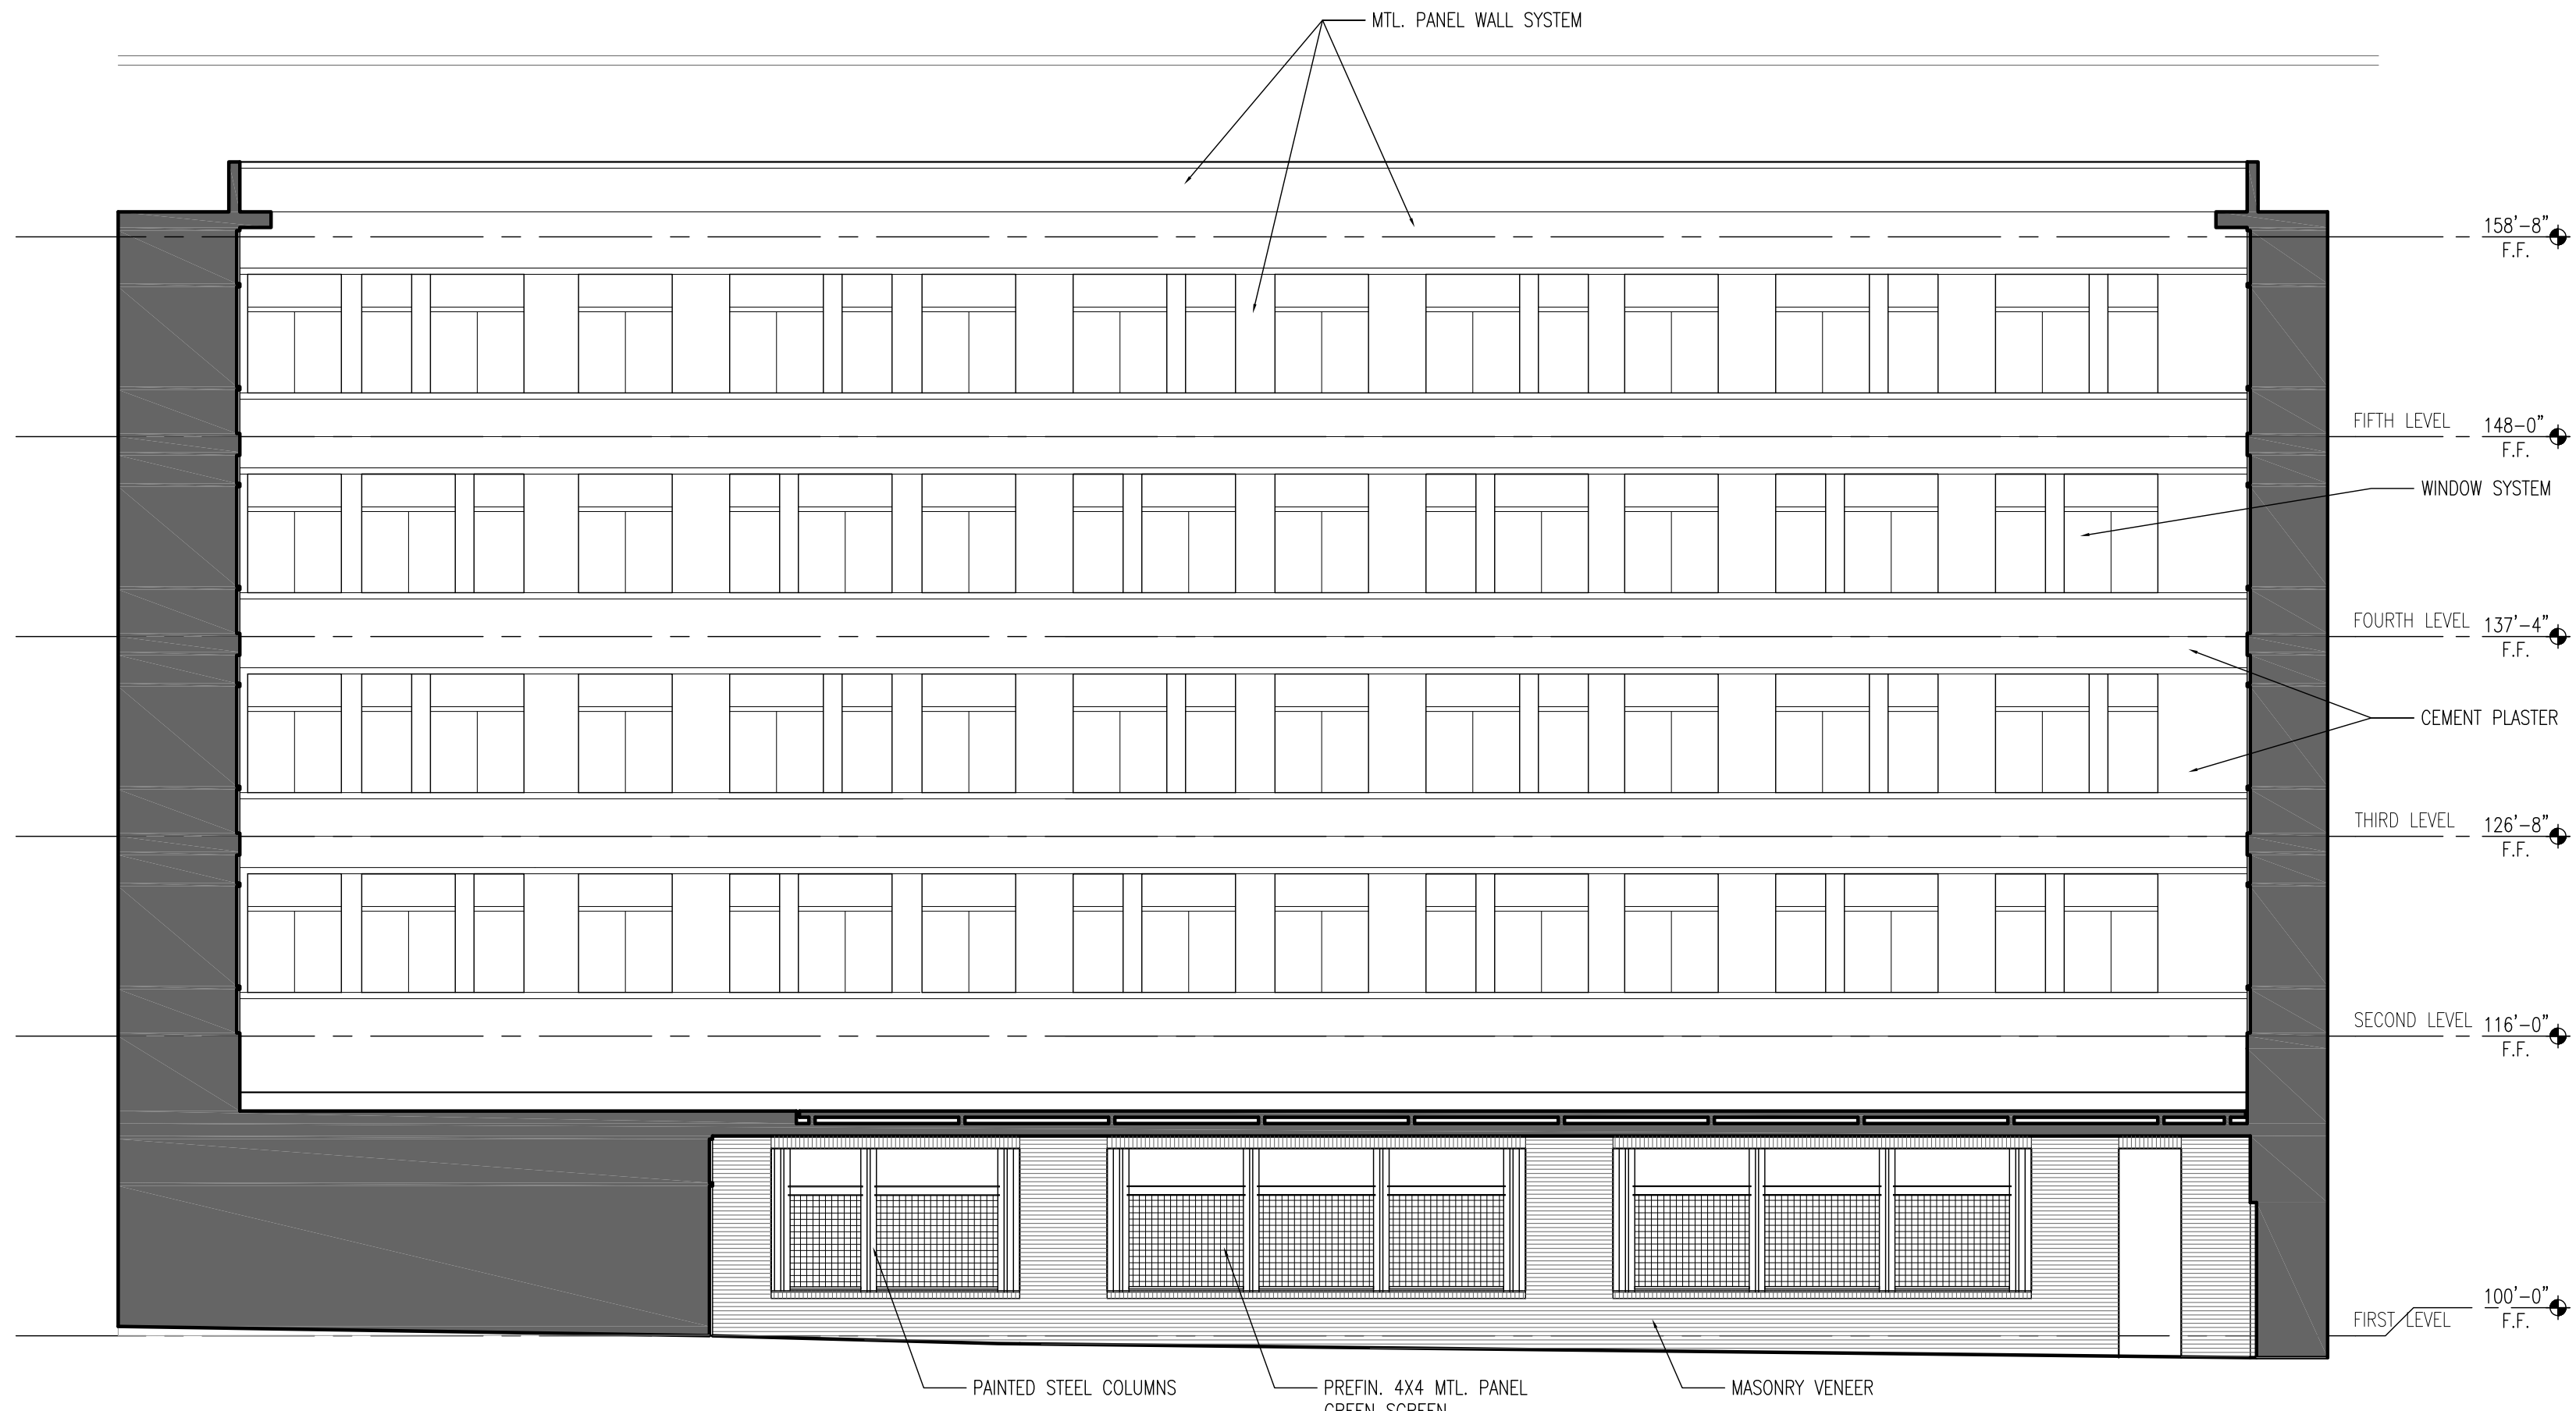 MTL. PANEL WALL SYSTEM
158'-8"
F.F.
FIFTH LEVEL 148-0"
F.F.
WINDOW SYSTEM
FOURTH LEVEL 137'-4"
F.F.
CEMENT PLASTER
THIRD LEVEL 126'-8"
F.F.
SECOND LEVEL 116'-0"
F.F.
FIRST LEVEL 100'-0"
F.F.
PAINTED STEEL COLUMNS
PREFIN. 4X4 MTL. PANEL
GREEN SCREEN
MASONRY VENEER